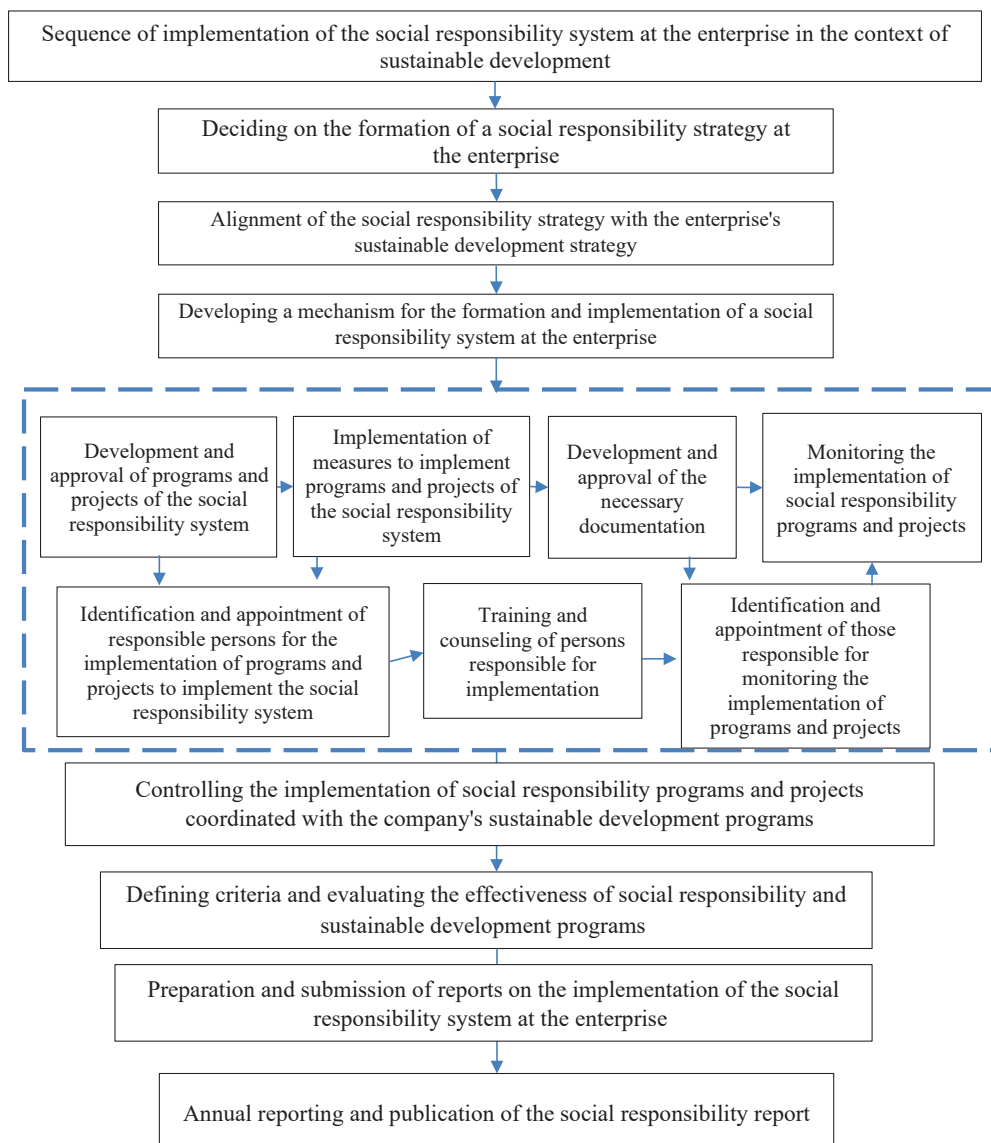 Sequence of implementation of the social responsibility system at the enterprise in the context of
sustainable development
Deciding on the formation of a social responsibility strategy at
the enterprise
Alignment of the social responsibility strategy with the enterprise's
sustainable development strategy
Developing a mechanism for the formation and implementation of a social
responsibility system at the enterprise
Development and
approval of programs and
projects of the social
responsibility system
Implementation of
measures to implement
programs and projects of
the social responsibility
system
Development and
approval of the
necessary
documentation
Monitoring the
implementation of
social responsibility
programs and projects
Identification and appointment of
responsible persons for the
implementation of programs and
projects to implement the social
responsibility system
Training and
counseling of persons
responsible for
implementation
Identification and
appointment of those
responsible for
monitoring the
implementation of
programs and projects
Controlling the implementation of social responsibility programs and projects
coordinated with the company's sustainable development programs
Defining criteria and evaluating the effectiveness of social responsibility and
sustainable development programs
Preparation and submission of reports on the implementation of the social
responsibility system at the enterprise
Annual reporting and publication of the social responsibility report